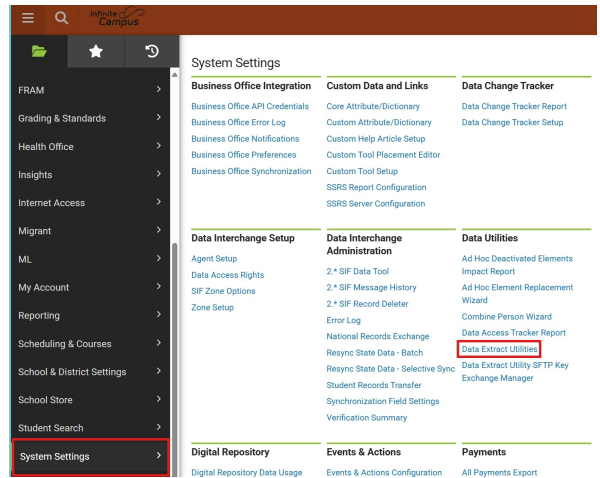 Infinite
Campus
FRAM
Grading & Standards
Health Office
Insights
Internet Access
Migrant
ML
My Account
Reporting
Scheduling & Courses
School & District Settings
School Store
Student Search
System Settings
System Settings
Business Office Integration
Business Office API Credentials
Business Office Error Log
Business Office Notifications
Business Office Preferences
Business Office Synchronization
Custom Data and Links
Core Attribute/Dictionary
Custom Attribute/Dictionary
Custom Help Article Setup
Custom Tool Placement Editor
Custom Tool Setup
SSRS Report Configuration
SSRS Server Configuration
Data Change Tracker
Data Change Tracker Report
Data Change Tracker Setup
Data Interchange Setup
Agent Setup
Data Access Rights
SIF Zone Options
Zone Setup
Data Interchange
Administration
2.* SIF Data Tool
2.* SIF Message History
2.* SIF Record Deleter
Error Log
National Records Exchange
Resync State Data - Batch
Resync State Data - Selective Sync
Student Records Transfer
Synchronization Field Settings
Verification Summary
Data Utilities
Ad Hoc Deactivated Elements
Impact Report
Ad Hoc Element Replacement
Wizard
Combine Person Wizard
Data Access Tracker Report
Data Extract Utilities
Data Extract Utility SFTP Key
Exchange Manager
Digital Repository
Digital Repository Data Usage
Events & Actions
Events & Actions Configuration
Payments
All Payments Export